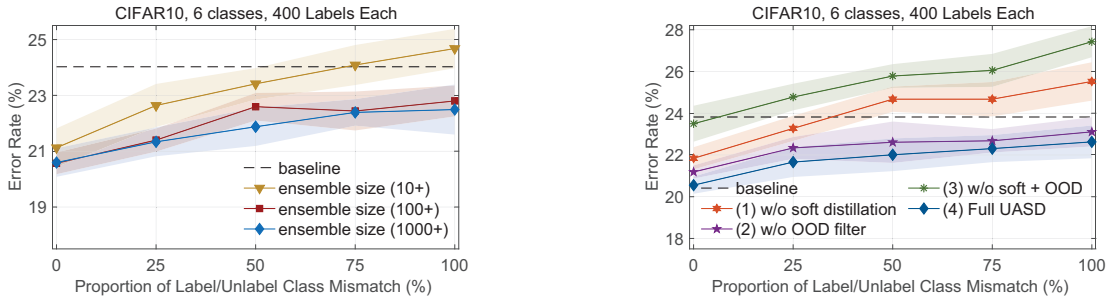 CIFAR10, 6 classes, 400 Labels Each
25
23
21
19
Error Rate (%)
baseline
ensemble size (10+)
ensemble size (100+)
ensemble size (1000+)
0 25 50 75 100
Proportion of Label/Unlabel Class Mismatch (%)
CIFAR10, 6 classes, 400 Labels Each
28
26
24
22
20
18
Error Rate (%)
baseline
(1) w/o soft distillation
(2) w/o OOD filter
(3) w/o soft + OOD
(4) Full UASD
0 25 50 75 100
Proportion of Label/Unlabel Class Mismatch (%)